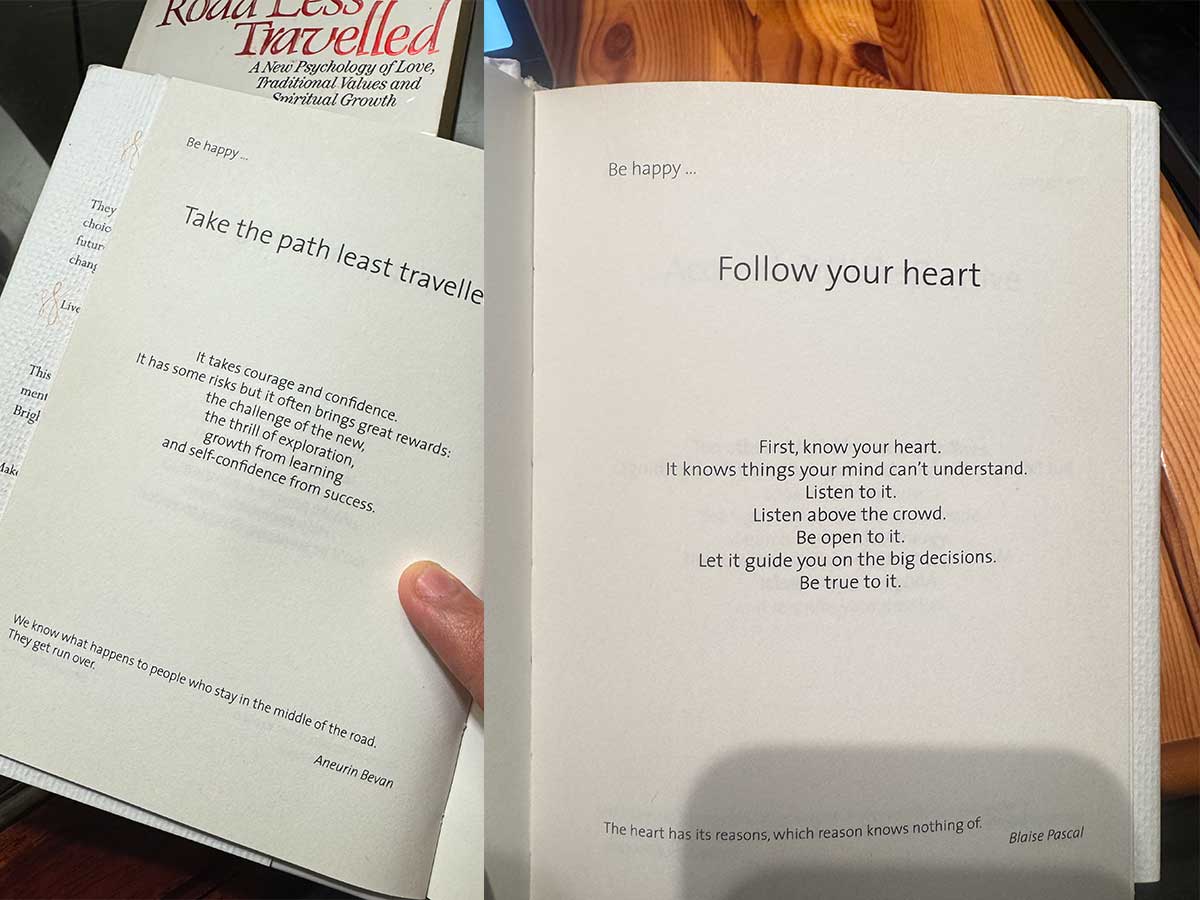 Road Less
Travelled
A New Psychology of Love,
Traditional Values and
Spiritual Growth
They
choic
futur
chang
Live
This
ment
Brigh
Make
Be happy ...
Take the path least travelle
It takes courage and confidence.
It has some risks but it often brings great rewards:
the challenge of the new,
the thrill of exploration,
growth from learning
and self-confidence from success.
We know what happens to people who stay in the middle of the road.
They get run over.
Aneurin Bevan
Be happy ...
Follow your heart
First, know your heart.
It knows things your mind can't understand.
Listen to it.
Listen above the crowd.
Be open to it.
Let it guide you on the big decisions.
Be true to it.
The heart has its reasons, which reason knows nothing of.
Blaise Pascal